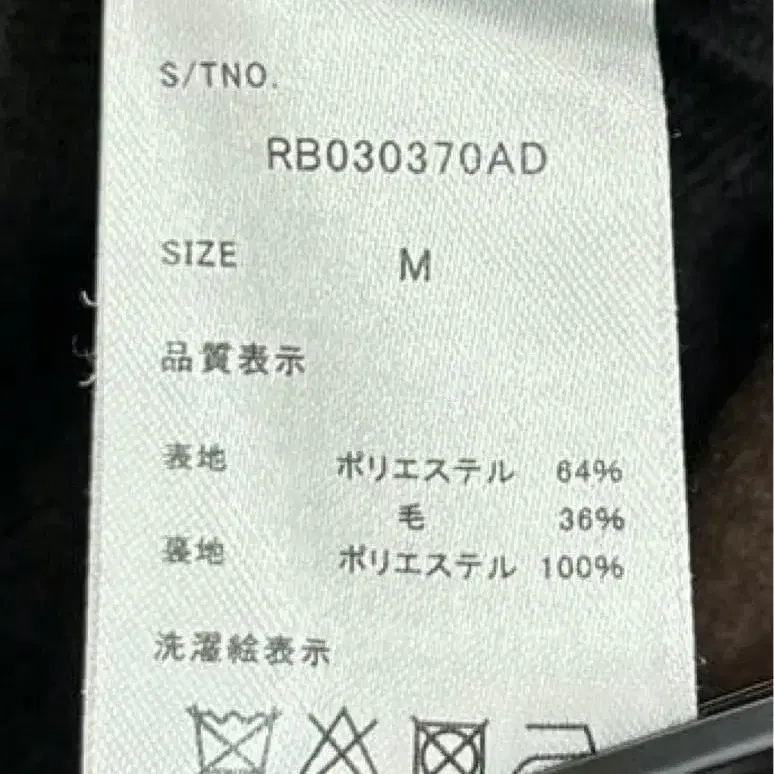 S/TNO.
RB030370AD
SIZE M
品質表示
表地 ポリエステル 64%
毛 36%
裏地 ポリエステル 100%
洗濯絵表示